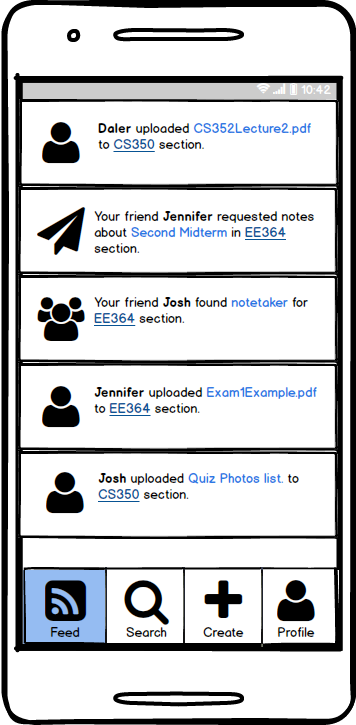 10:42
Daler uploaded CS352Lecture2.pdf
to CS350 section.
Your friend Jennifer requested notes
about Second Midterm in EE364
section.
Your friend Josh found notetaker for
EE364 section.
Jennifer uploaded Exam1Example.pdf
to EE364 section.
Josh uploaded Quiz Photos list. to
CS350 section.
Feed Search Create Profile